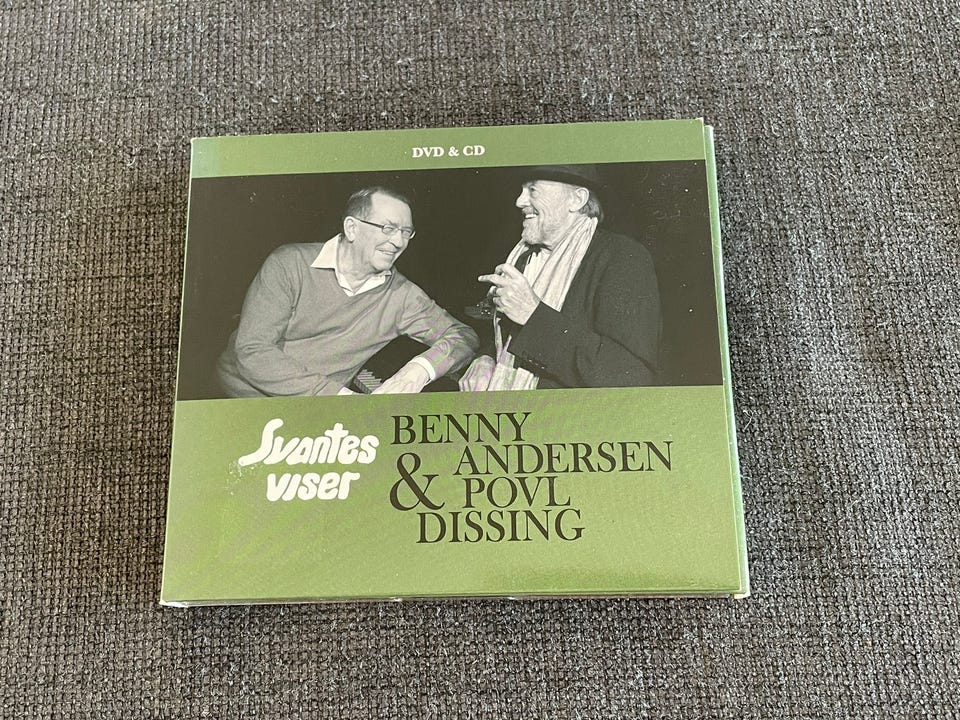 DVD & CD
Svantes
viser
BENNY
& ANDERSEN
POVL
DISSING